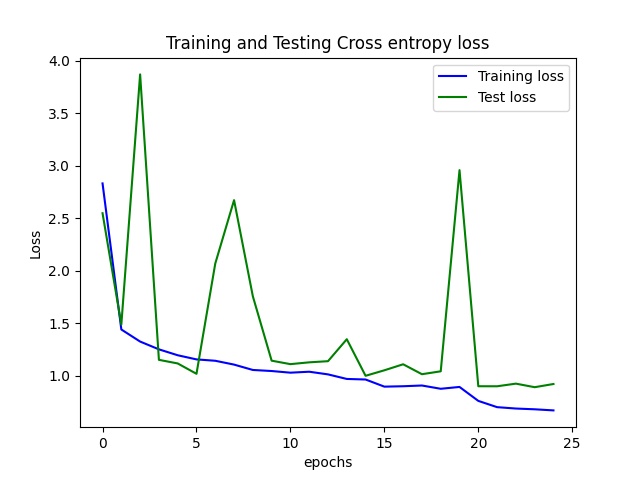 Training and Testing Cross entropy loss
Training loss
Test loss
4.0
3.5
3.0
2.5
2.0
1.5
1.0
Loss
0 5 10 15 20 25
epochs